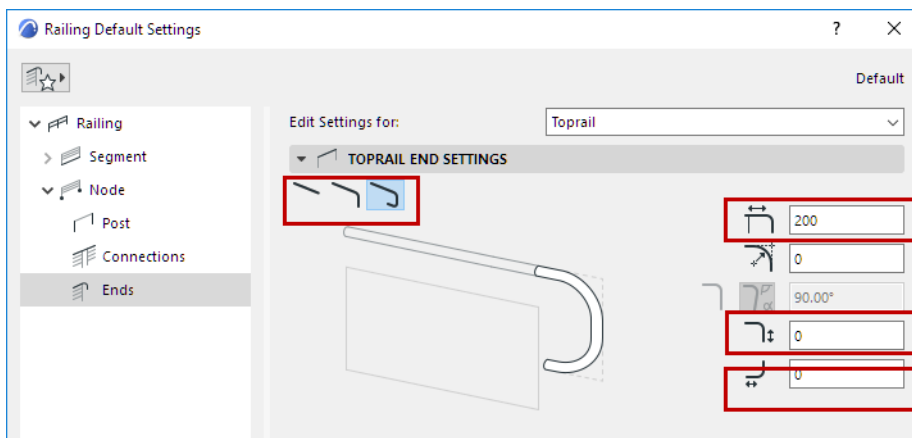 Railing Default Settings
?
Default
Railing
Segment
Node
Post
Connections
Ends
Edit Settings for:
Toprail
TOPRAIL END SETTINGS
200
0
α
90.00°
0
0